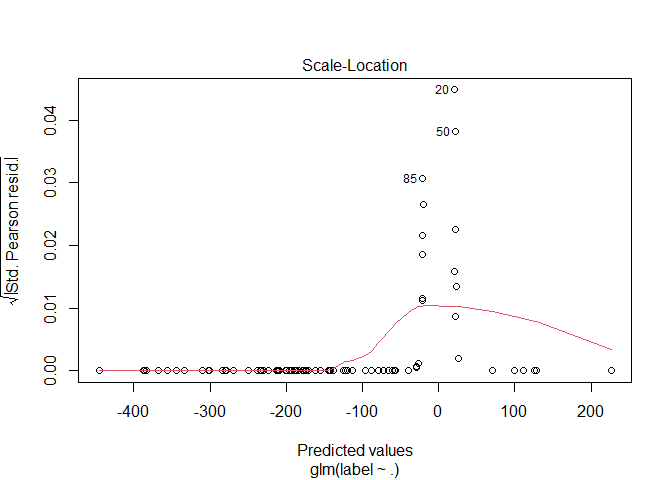 Scale-Location
√|Std. Pearson resid.|
0.00 0.01 0.02 0.03 0.04
20
50
85
-400 -300 -200 -100 0 100 200
Predicted values
glm(label ~ .)